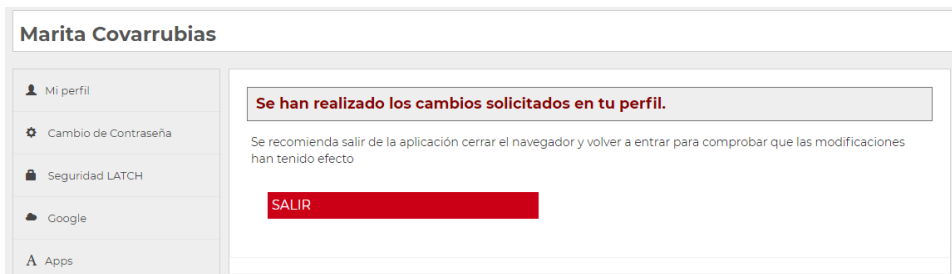 Marita Covarrubias
Mi perfil
Cambio de Contraseña
Seguridad LATCH
Google
Apps
Se han realizado los cambios solicitados en tu perfil.
Se recomienda salir de la aplicación cerrar el navegador y volver a entrar para comprobar que las modificaciones
han tenido efecto
SALIR